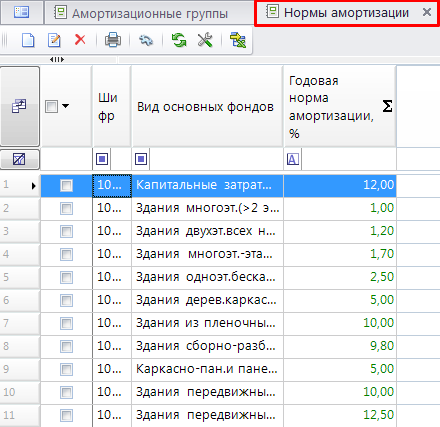 Амортизационные группы
Нормы амортизации
Ши фр
Вид основных фондов
Годовая норма амортизации, %
Σ
A
1 10... Капитальные затрат... 12,00
2 10... Здания многоэт.(>2 э... 1,00
3 10... Здания двухэт.всех н... 1,20
4 10... Здания многоэт.-эта... 1,70
5 10... Здания одноэт.беска... 2,50
6 10... Здания дерев.каркас... 5,00
7 10... Здания из пленочны... 10,00
8 10... Здания сборно-разб... 9,80
9 10... Каркасно-пан.и пане... 5,00
10 10... Здания передвижны... 10,00
11 10... Здания передвижны... 12,50